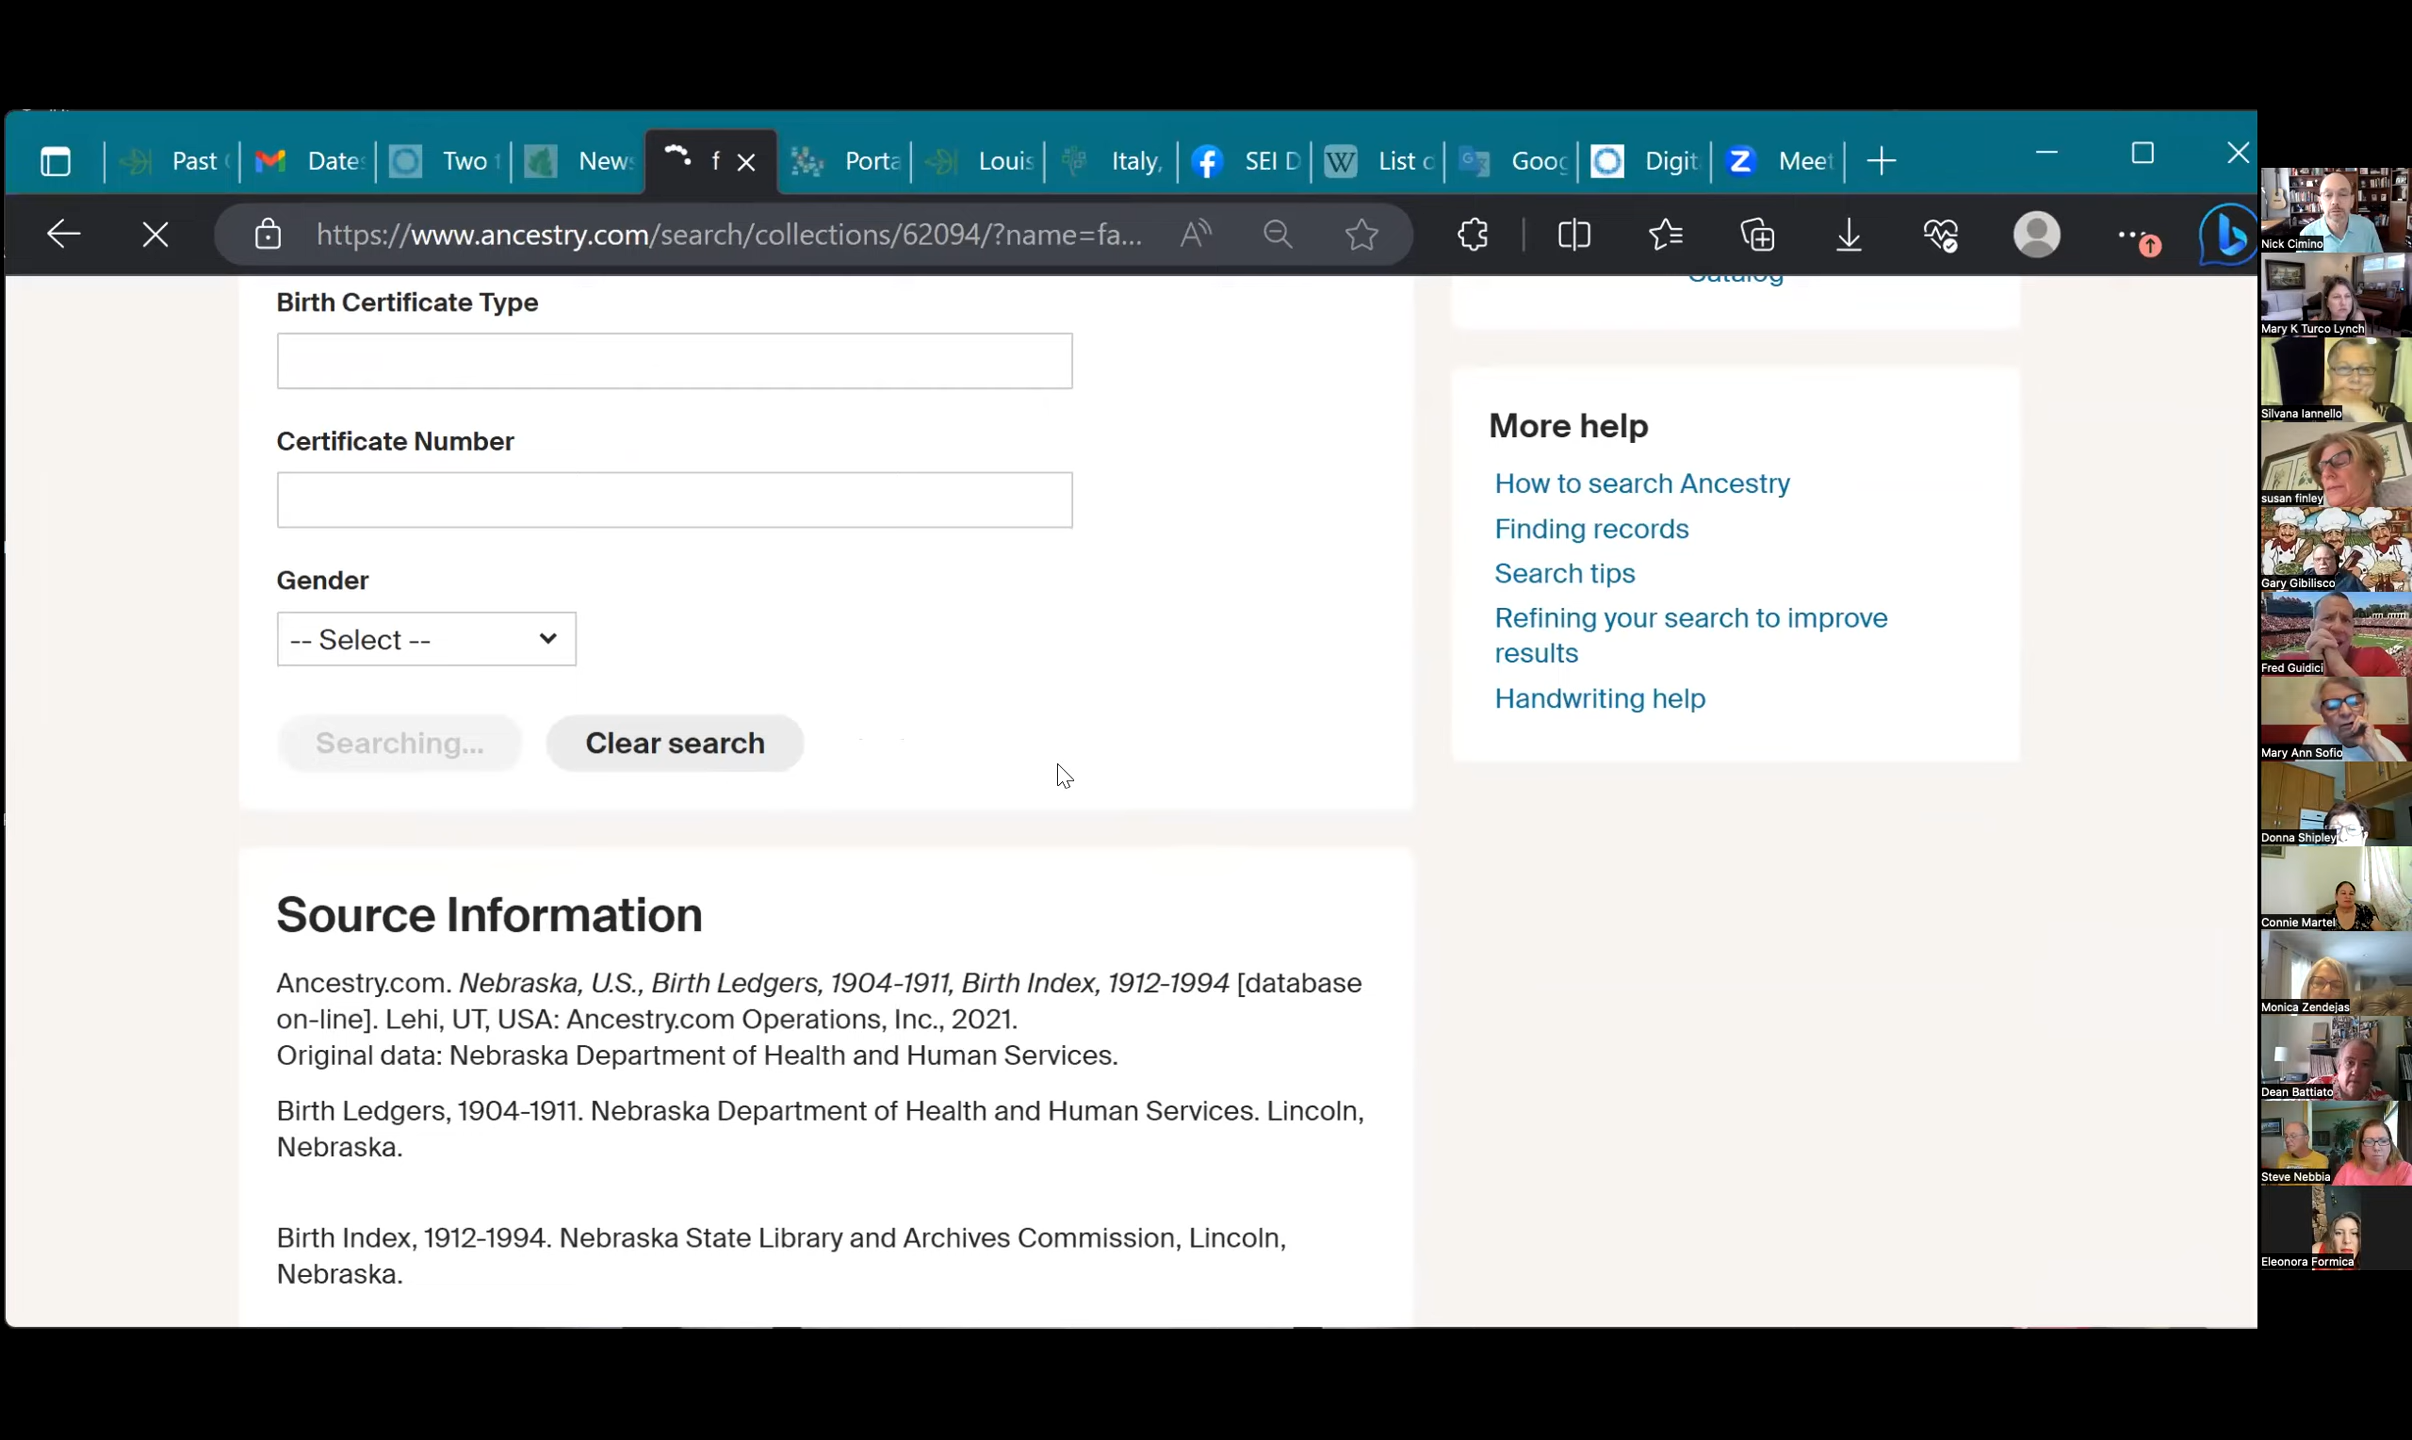 Past
Dates
Two
News
f
Porta
Louis
Italy,
SEI D
List o
Goog
Digit
Meet
https://www.ancestry.com/search/collections/62094/?name=fa...
Catalog
Birth Certificate Type
Certificate Number
Gender
-- Select --
Searching...
Clear search
More help
How to search Ancestry
Finding records
Search tips
Refining your search to improve
results
Handwriting help
Source Information
Ancestry.com. Nebraska, U.S., Birth Ledgers, 1904-1911, Birth Index, 1912-1994 [database
on-line]. Lehi, UT, USA: Ancestry.com Operations, Inc., 2021.
Original data: Nebraska Department of Health and Human Services.
Birth Ledgers, 1904-1911. Nebraska Department of Health and Human Services. Lincoln,
Nebraska.
Birth Index, 1912-1994. Nebraska State Library and Archives Commission, Lincoln,
Nebraska.
Nick Cimino
Mary K Turco Lynch
Silvana Iannello
susan finley
Gary Gibilisco
Fred Guidici
Mary Ann Sofio
Donna Shipley
Connie Martel
Monica Zendejas
Dean Battiato
Steve Nebbia
Eleonora Formica